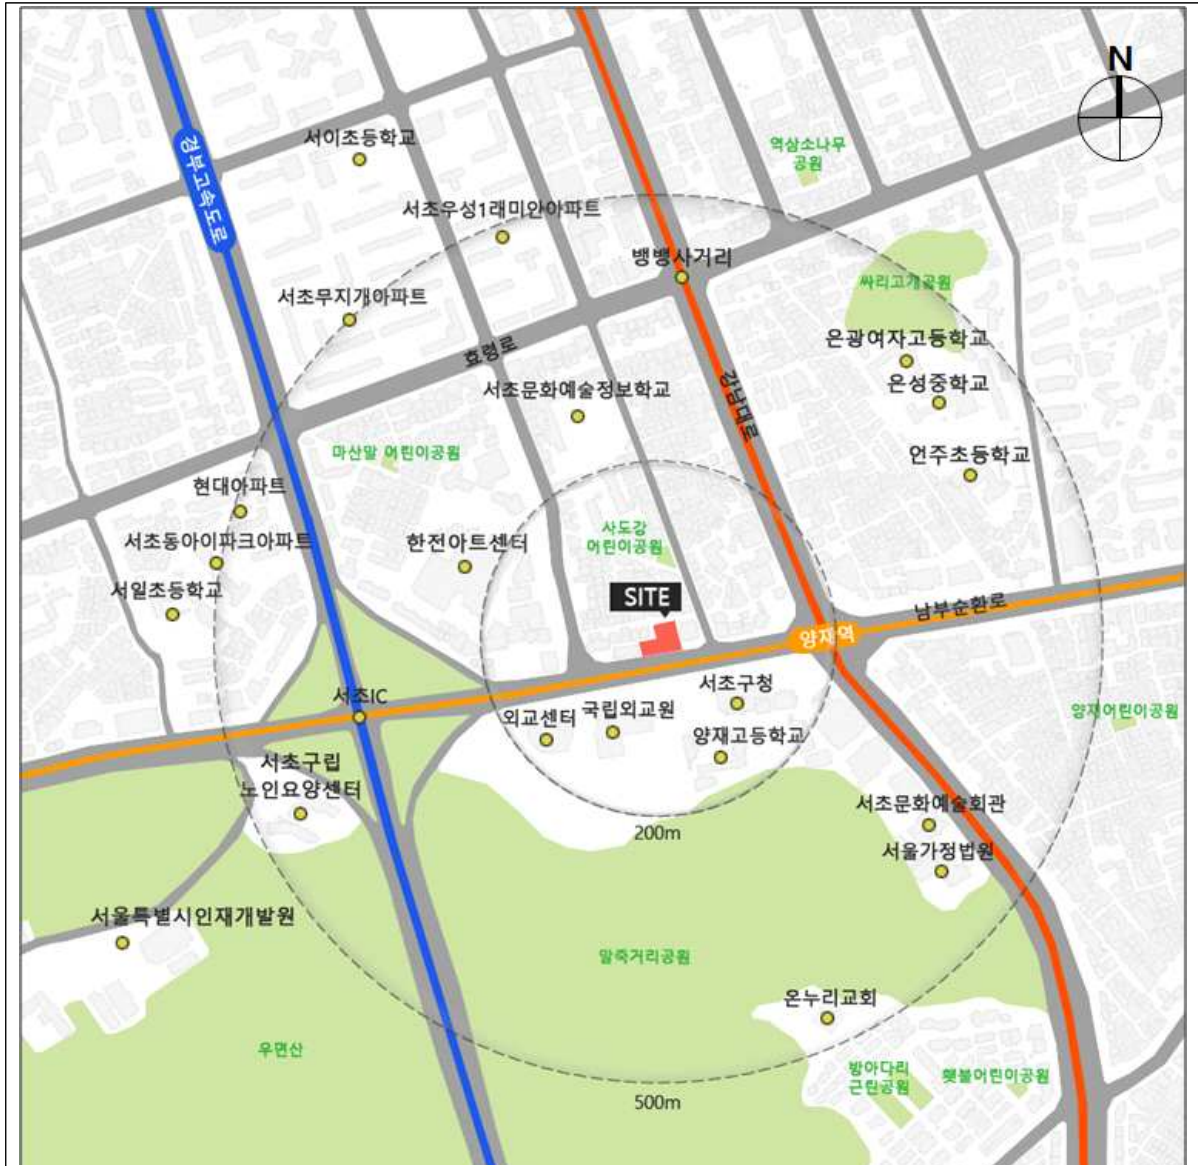 N
서이초등학교
역삼소나무
공원
경부고속도로
서초우성1래미안아파트
뱅뱅사거리
싸리고개공원
서초무지개아파트
효령로
은광여자고등학교
은성중학교
서초문화예술정보학교
강남대로
마산말 어린이공원
언주초등학교
현대아파트
서초동아이파크아파트
한전아트센터
사도감
어린이공원
서일초등학교
SITE
남부순환로
양재역
서초IC
외교센터
국립외교원
서초구청
양재고등학교
양재어린이공원
서초구립
노인요양센터
서초문화예술회관
200m
서울가정법원
서울특별시인재개발원
말죽거리공원
온누리교회
우면산
방아다리
근린공원
횃불어린이공원
500m